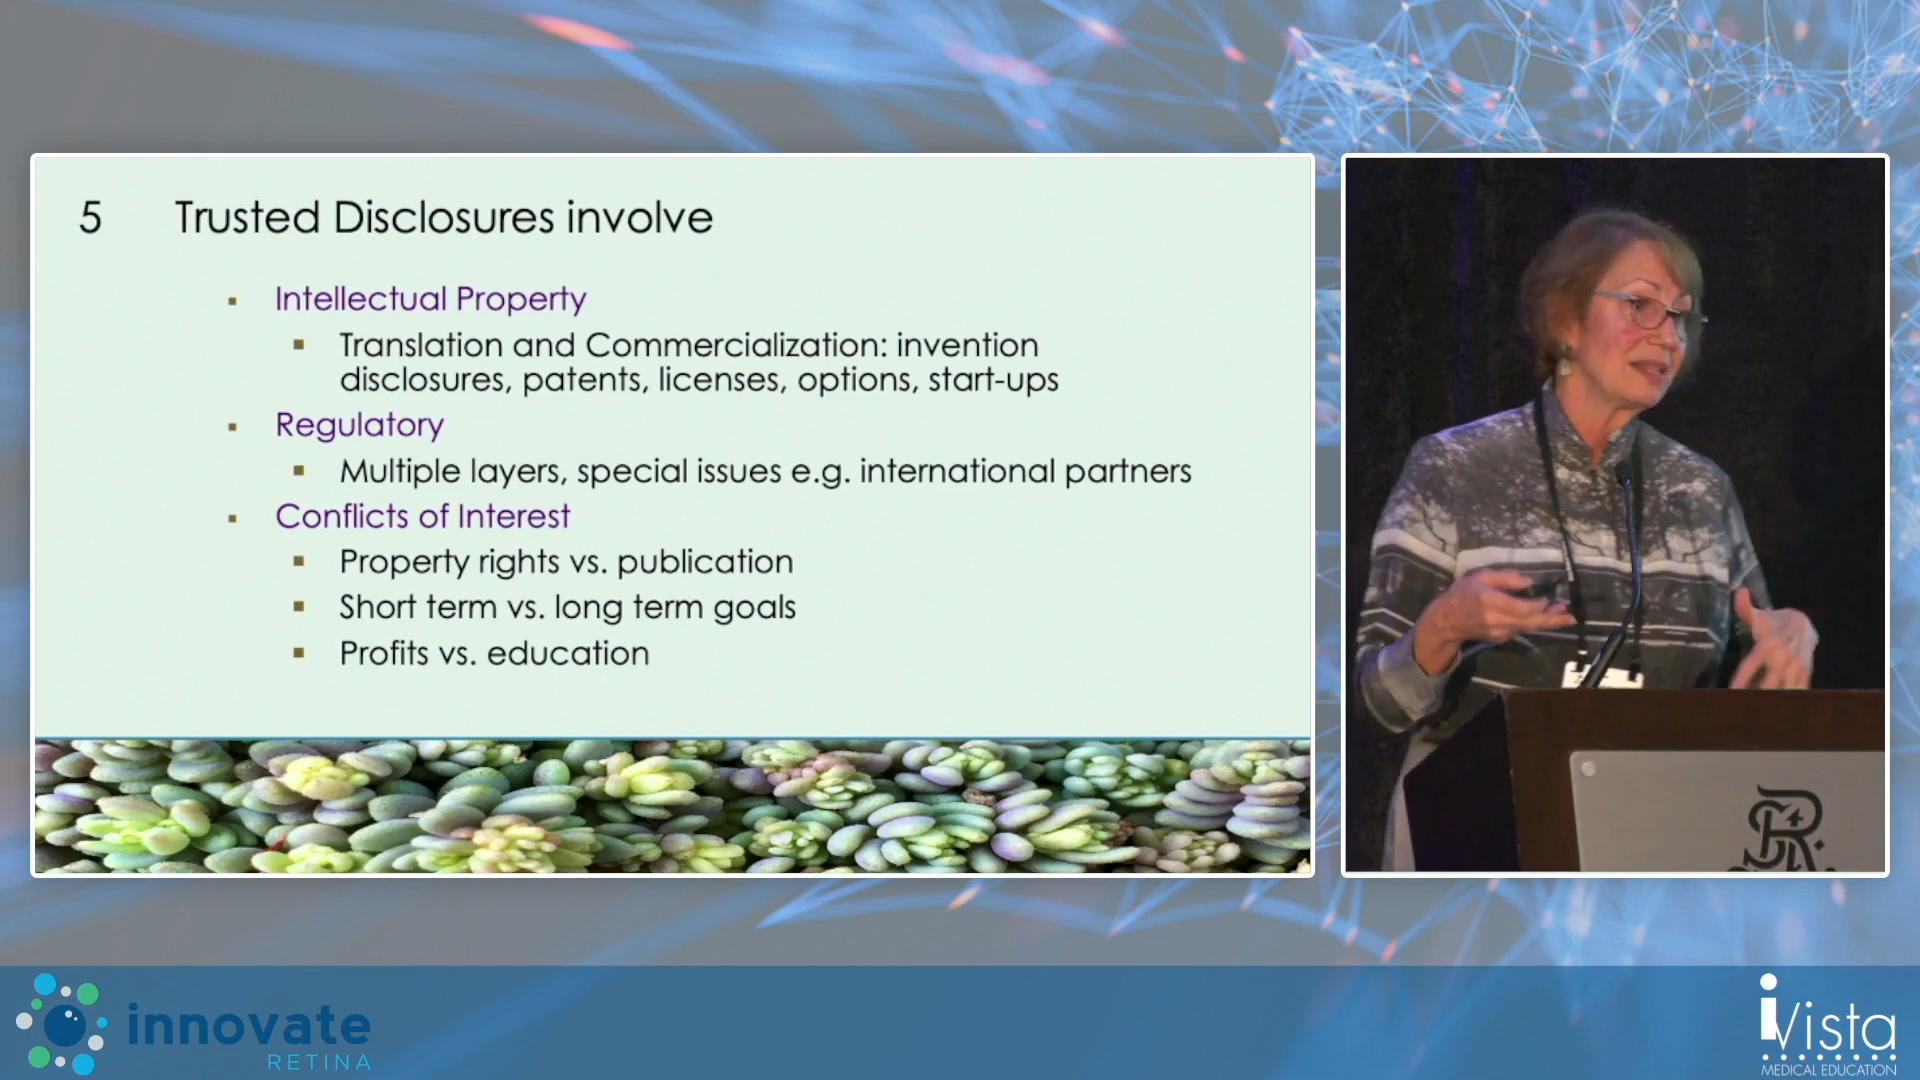 5 Trusted Disclosures involve
▪ Intellectual Property
▪ Translation and Commercialization: invention
disclosures, patents, licenses, options, start-ups
▪ Regulatory
▪ Multiple layers, special issues e.g. international partners
▪ Conflicts of Interest
▪ Property rights vs. publication
▪ Short term vs. long term goals
▪ Profits vs. education
innovate
RETINA
iVista
MEDICAL EDUCATION